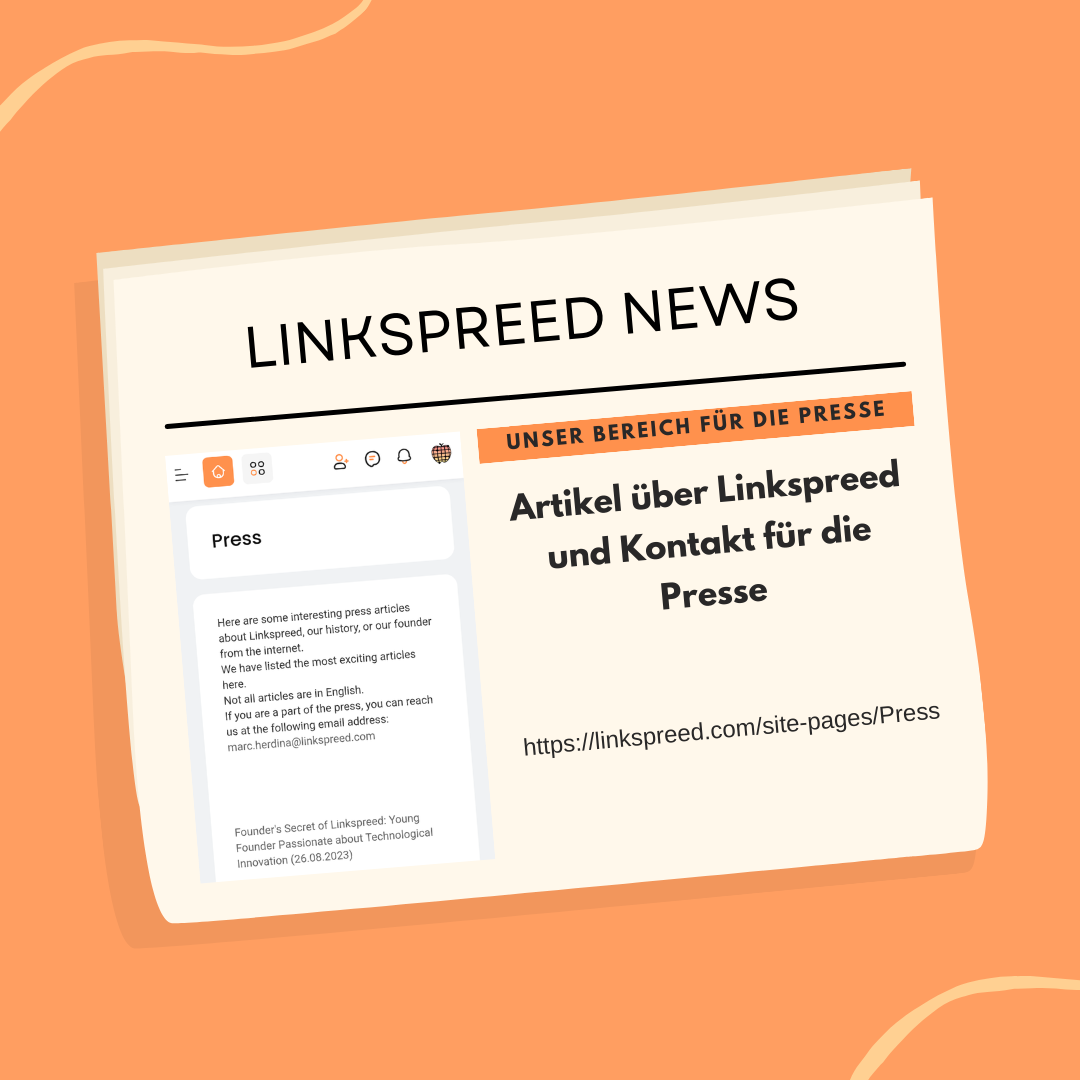 LINKSPREED NEWS
Press
Here are some interesting press articles
about Linkspreed, our history, or our founder
from the internet.
We have listed the most exciting articles
here.
Not all articles are in English.
If you are a part of the press, you can reach
us at the following email address:
marc.herdina@linkspreed.com
Founder's Secret of Linkspreed: Young
Founder Passionate about Technological
Innovation (26.08.2023)
UNSER BEREICH FÜR DIE PRESSE
Artikel über Linkspreed
und Kontakt für die
Presse
https://linkspreed.com/site-pages/Press